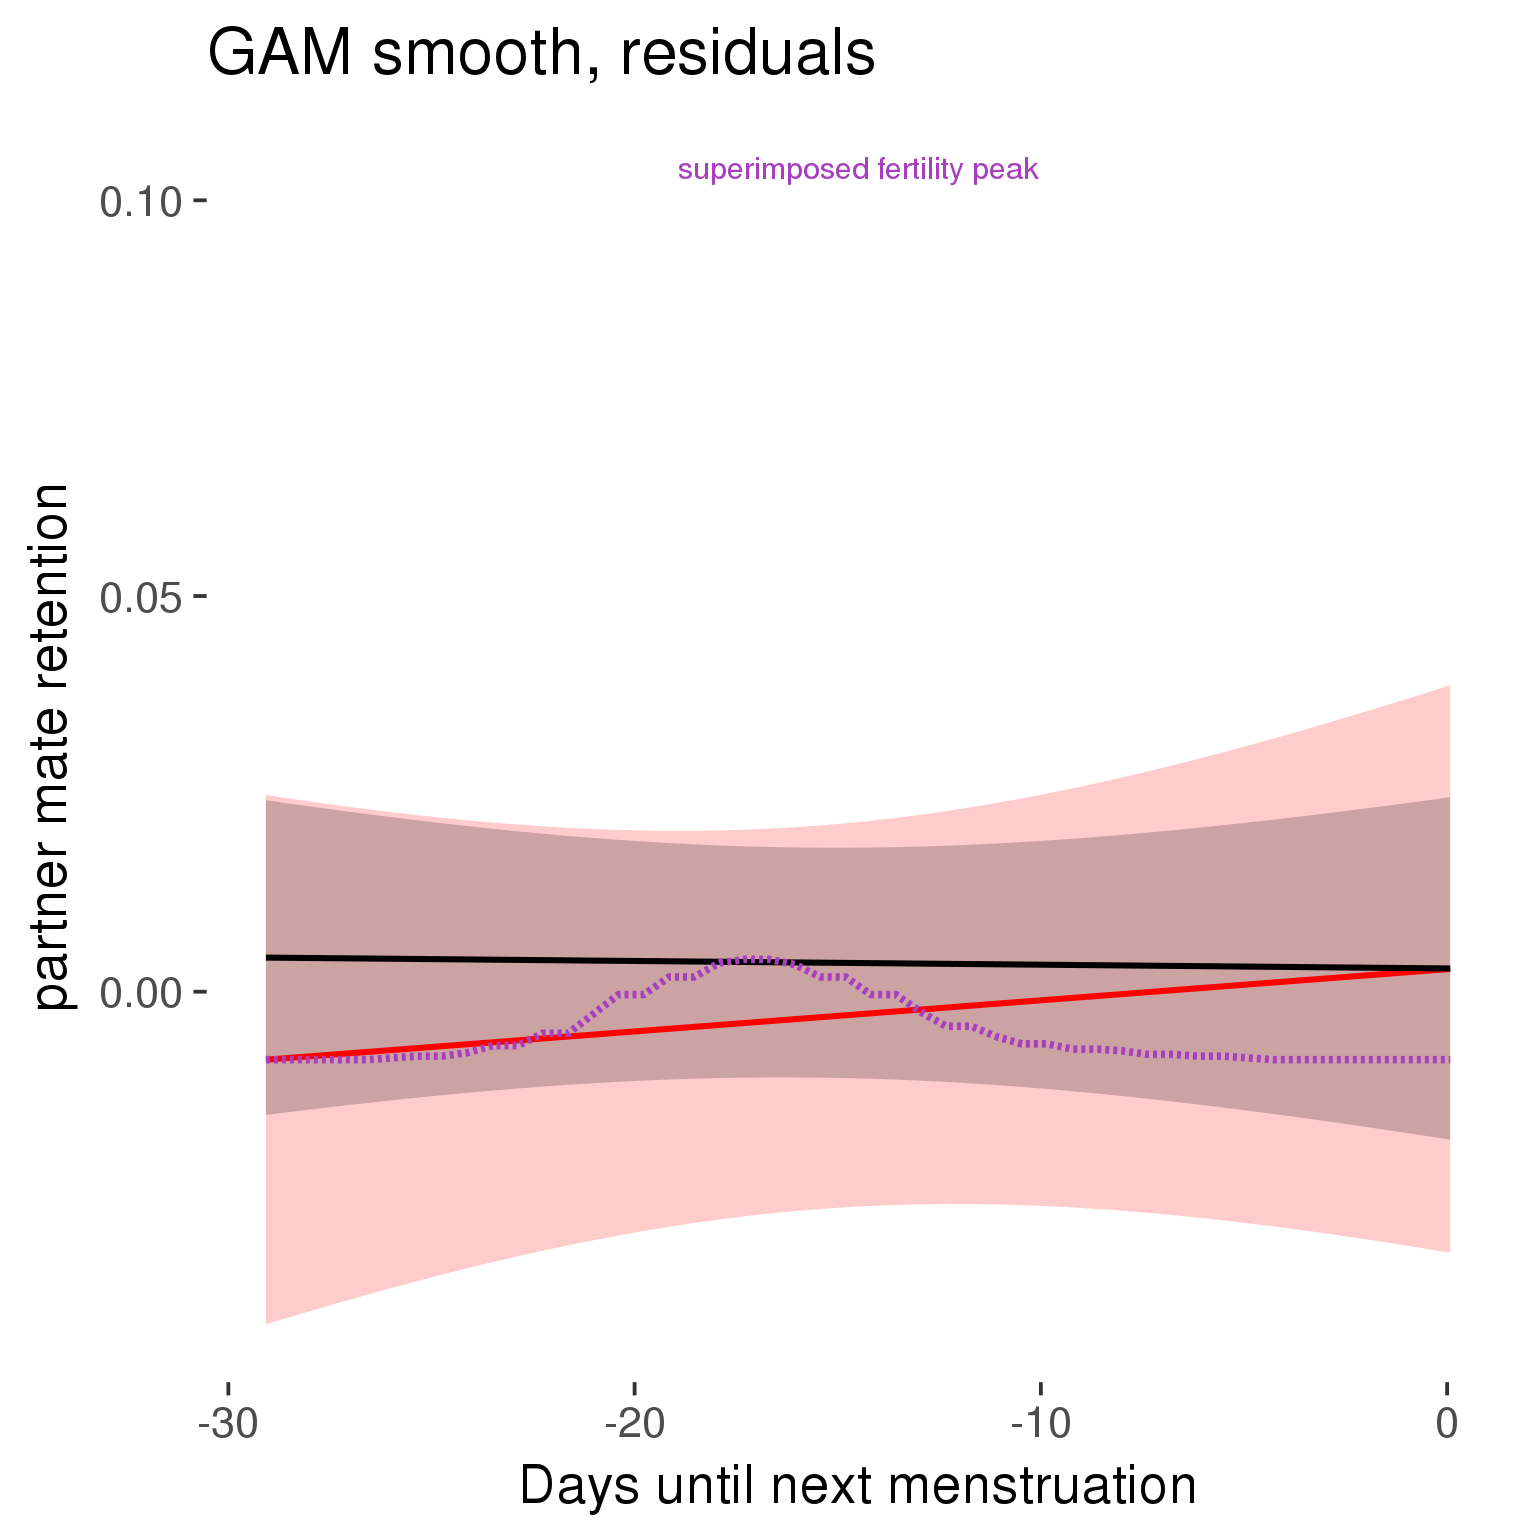 GAM smooth, residuals
superimposed fertility peak
0.10
0.05
0.00
partner mate retention
-30
-20
-10
0
Days until next menstruation